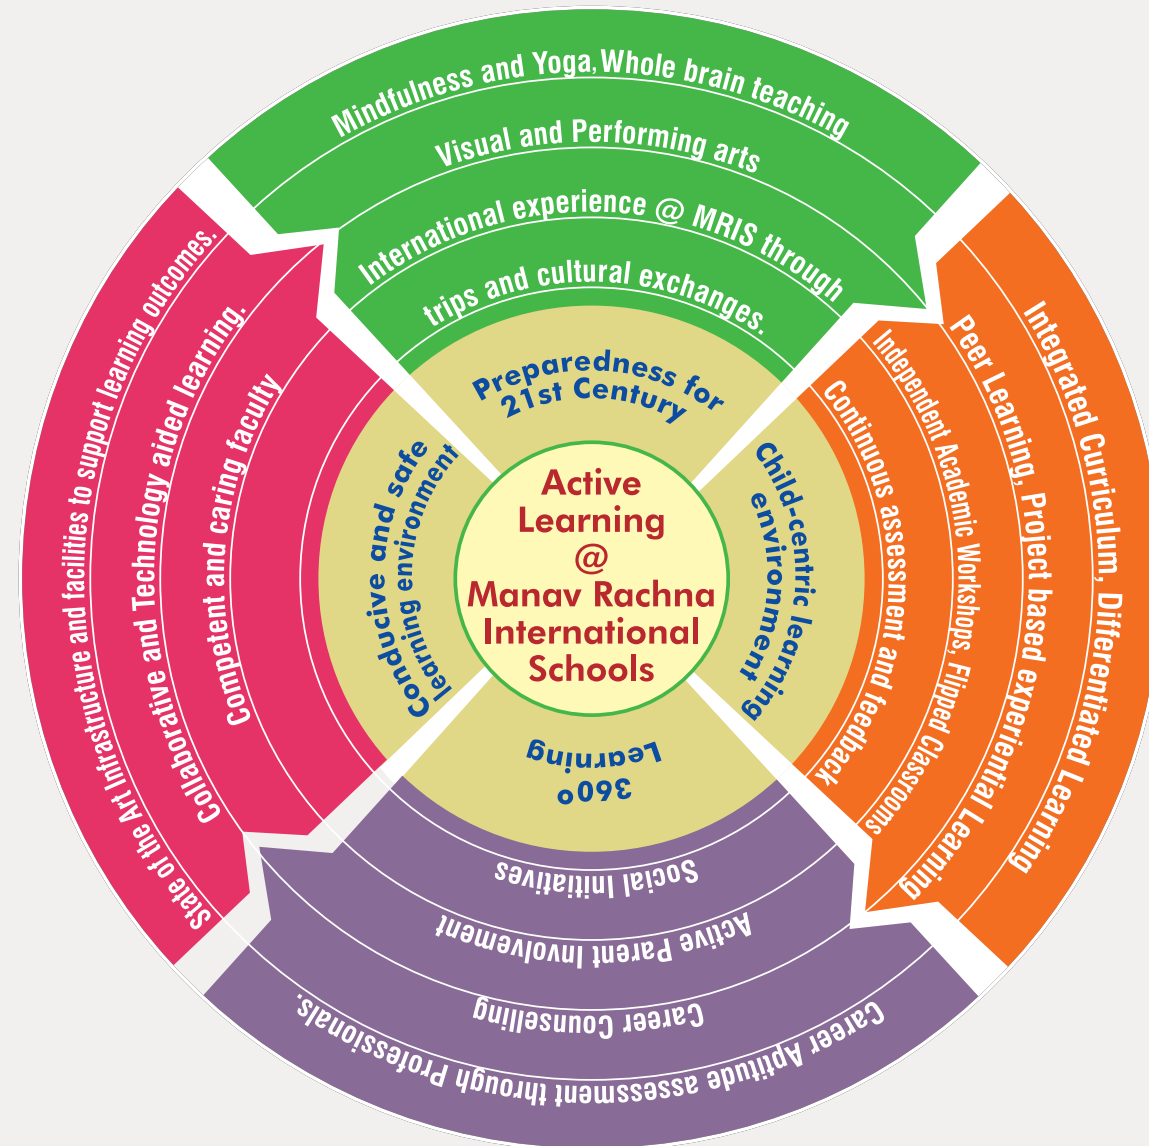 Mindfulness and Yoga, Whole brain teaching
Visual and Performing arts
International experience @ MRIS through
trips and cultural exchanges.
Preparedness for
21st Century
Integrated Curriculum, Differentiated Learning
Peer Learning, Project based experiential Learning
Independent Academic Workshops, Flipped Classrooms
Continuous assessment and feedback
Child-centric learning
environment
360º
Learning
Social Initiatives
Active Parent Involvement
Career Counselling
Career Aptitude assessment through Professionals.
State of the Art Infrastructure and facilities to support learning outcomes.
Collaborative and Technology aided learning.
Competent and caring faculty
Conducive and safe
learning environment
Active
Learning
@
Manav Rachna
International
Schools